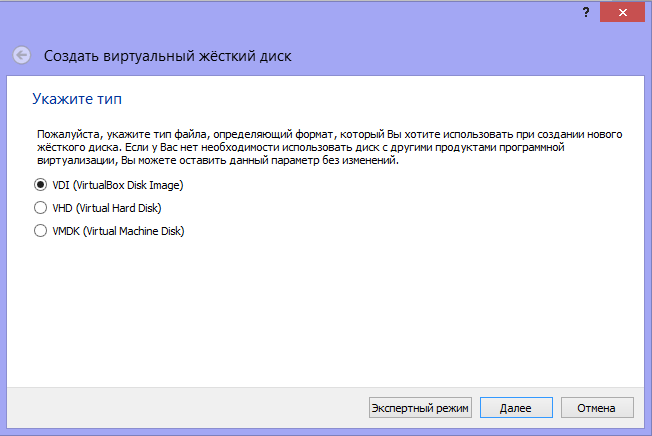 ? ×
Создать виртуальный жёсткий диск
Укажите тип
Пожалуйста, укажите тип файла, определяющий формат, который Вы хотите использовать при создании нового
жёсткого диска. Если у Вас нет необходимости использовать диск с другими продуктами программной
виртуализации, Вы можете оставить данный параметр без изменений.
VDI (VirtualBox Disk Image)
VHD (Virtual Hard Disk)
VMDK (Virtual Machine Disk)
Экспертный режим Далее Отмена